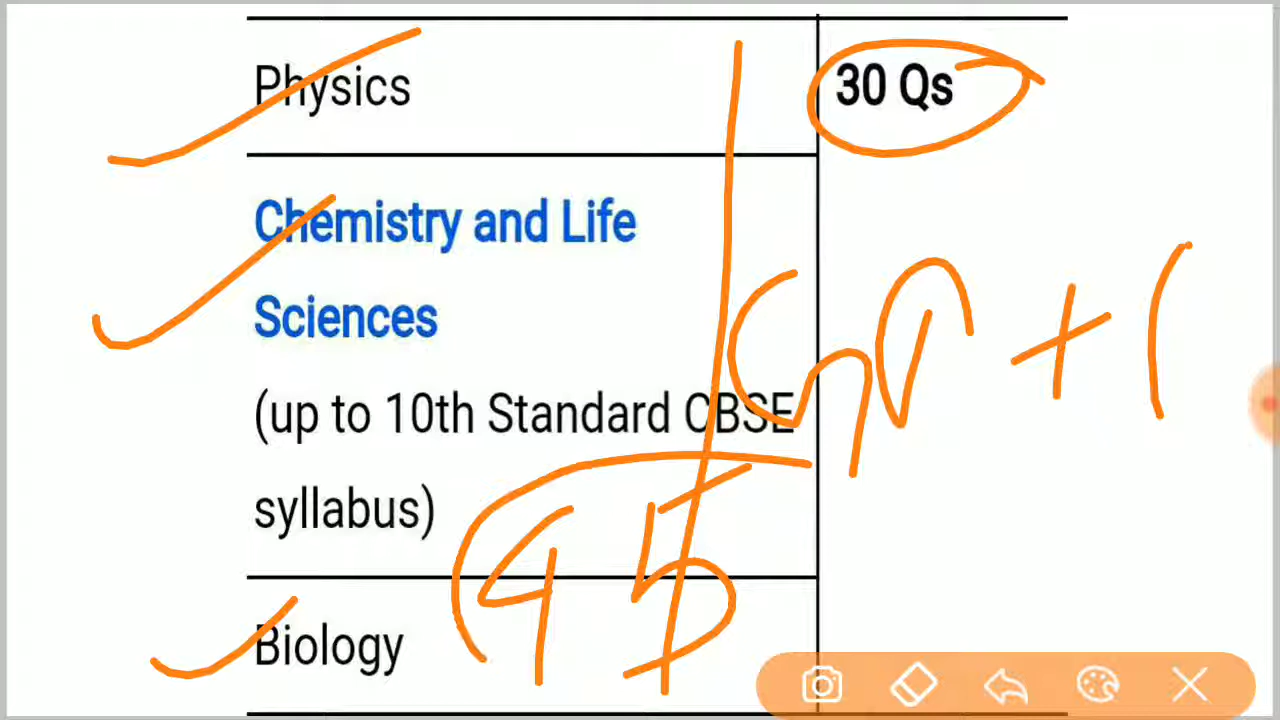 Physics
30 Qs
Chemistry and Life
Sciences
(up to 10th Standard CBSE
syllabus)
45
Biology